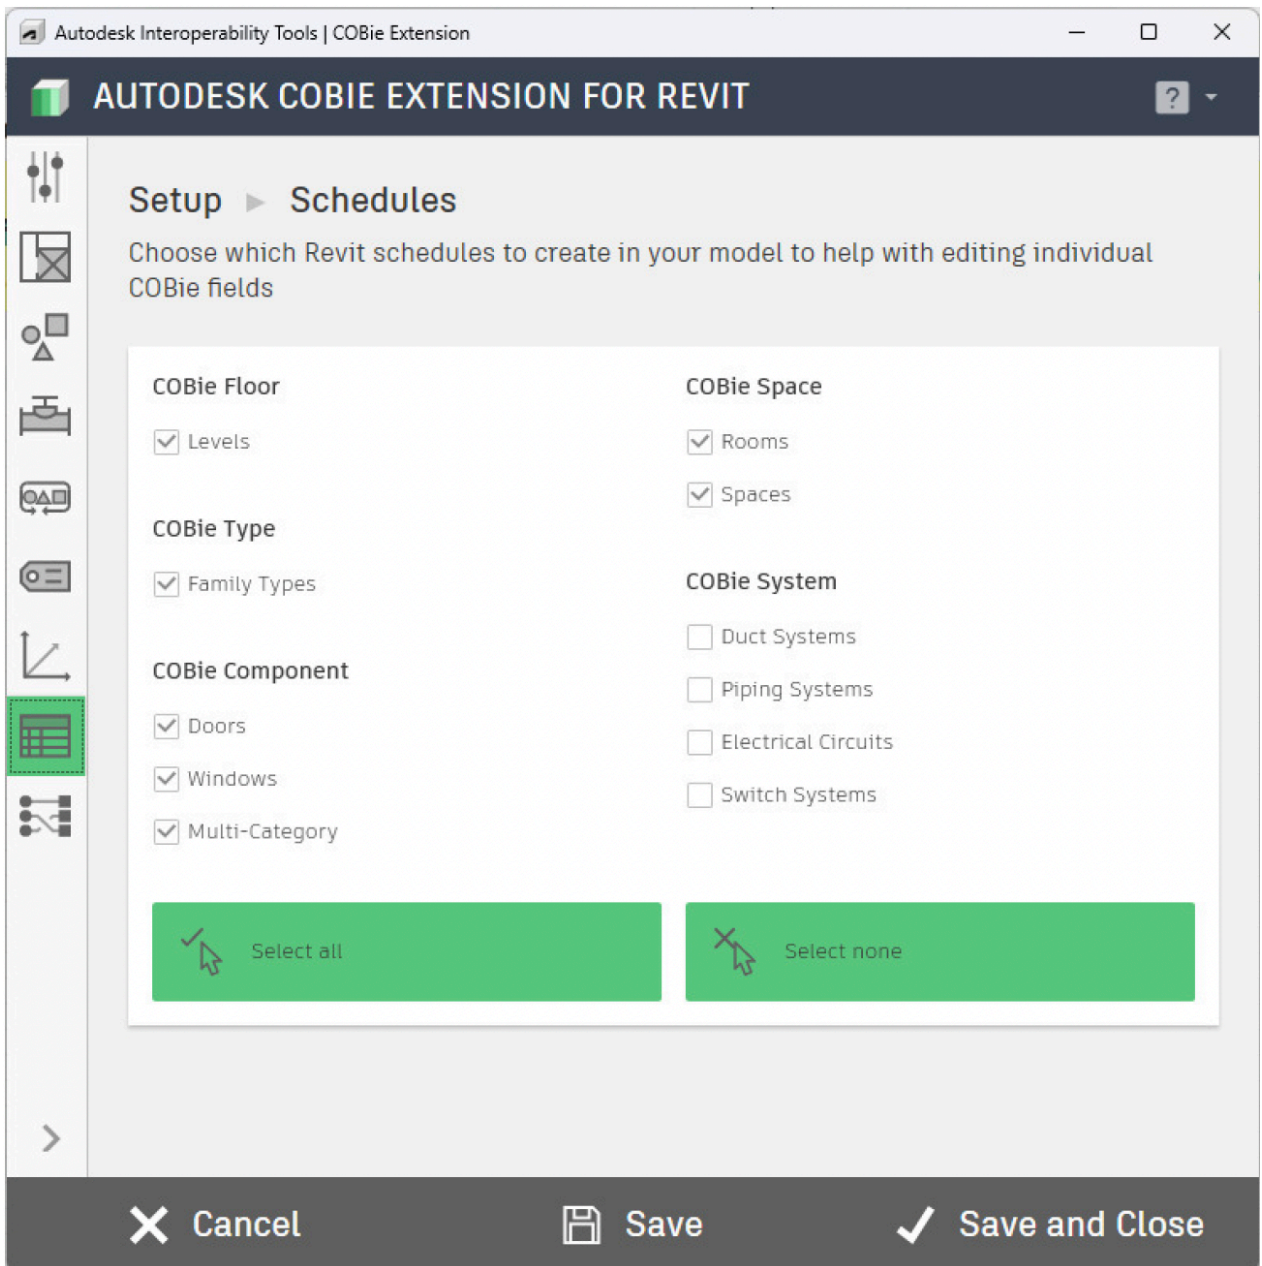 Autodesk Interoperability Tools | COBie Extension
AUTODESK COBIE EXTENSION FOR REVIT
?
Setup ▶ Schedules
Choose which Revit schedules to create in your model to help with editing individual
COBie fields
COBie Floor
Levels
COBie Type
Family Types
COBie Component
Doors
Windows
Multi-Category
COBie Space
Rooms
Spaces
COBie System
Duct Systems
Piping Systems
Electrical Circuits
Switch Systems
Select all
Select none
Cancel
Save
Save and Close